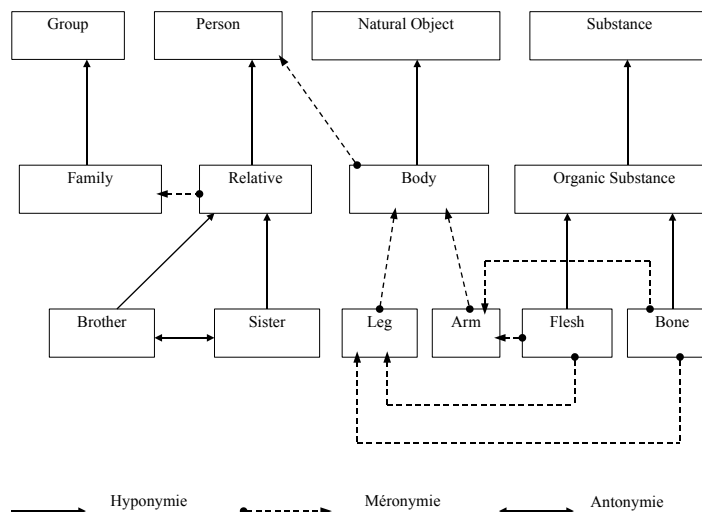 Group Person Natural Object Substance
Family Relative Body Organic Substance
Brother Sister Leg Arm Flesh Bone
Hyponymie Méronymie Antonymie